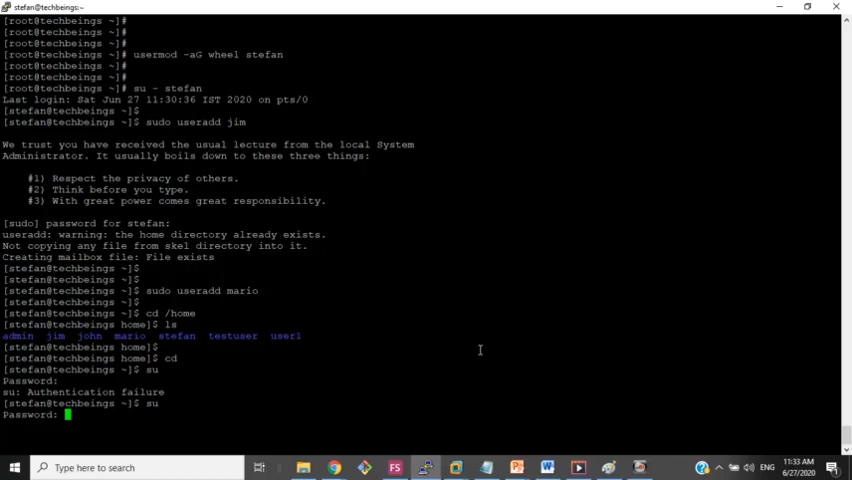 stefan@techbeings:~
[root@techbeings ~]#
[root@techbeings ~]#
[root@techbeings ~]#
[root@techbeings ~]# usermod -aG wheel stefan
[root@techbeings ~]#
[root@techbeings ~]#
[root@techbeings ~]# su - stefan
Last login: Sat Jun 27 11:30:36 IST 2020 on pts/0
[stefan@techbeings ~]$
[stefan@techbeings ~]$ sudo useradd jim
We trust you have received the usual lecture from the local System
Administrator. It usually boils down to these three things:
#1) Respect the privacy of others.
#2) Think before you type.
#3) With great power comes great responsibility.
[sudo] password for stefan:
useradd: warning: the home directory already exists.
Not copying any file from skel directory into it.
Creating mailbox file: File exists
[stefan@techbeings ~]$
[stefan@techbeings ~]$
[stefan@techbeings ~]$ sudo useradd mario
[stefan@techbeings ~]$
[stefan@techbeings ~]$ cd /home
[stefan@techbeings home]$ ls
admin jim john mario stefan testuser user1
[stefan@techbeings home]$
[stefan@techbeings home]$ cd
[stefan@techbeings ~]$ su
Password:
su: Authentication failure
[stefan@techbeings ~]$ su
Password:
Type here to search
FS
ENG
11:33 AM
6/27/2020